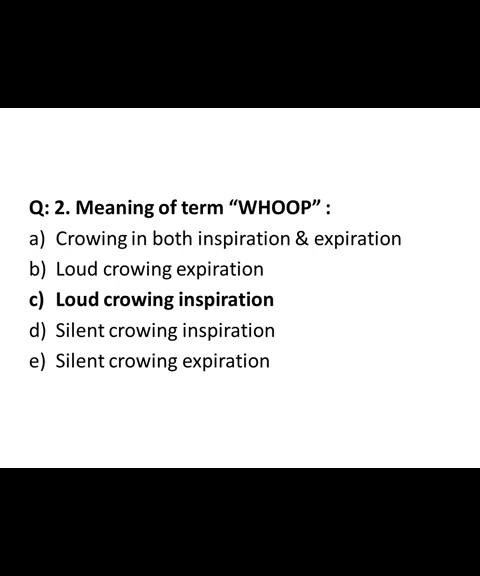 Q: 2. Meaning of term “WHOOP” :
a) Crowing in both inspiration & expiration
b) Loud crowing expiration
c) Loud crowing inspiration
d) Silent crowing inspiration
e) Silent crowing expiration